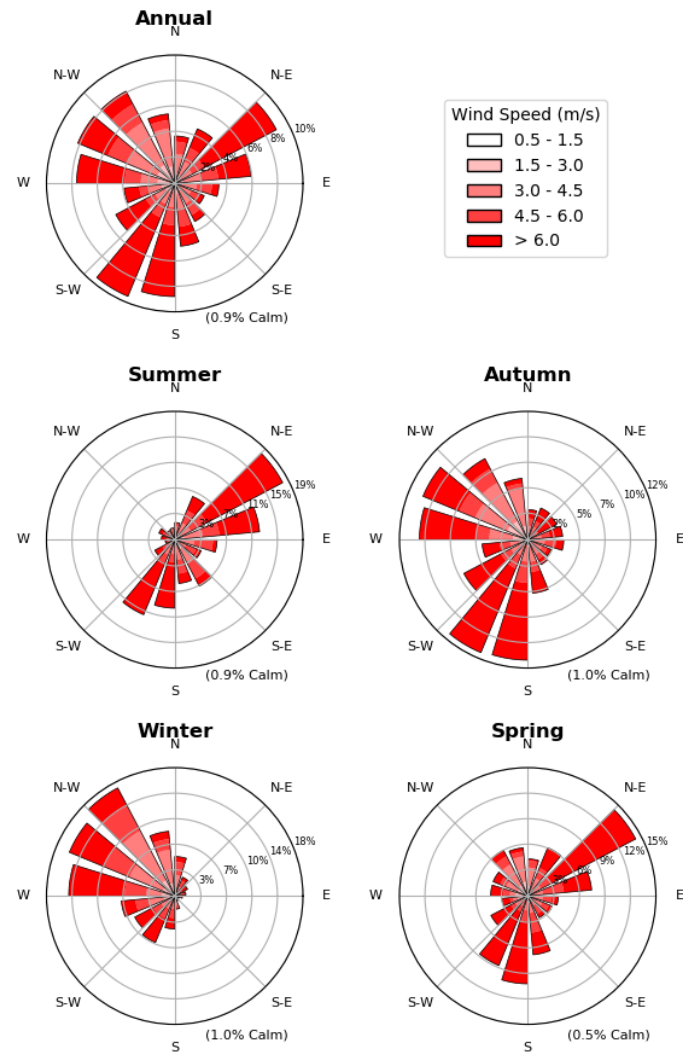 Annual
N
N-W
N-E
10%
8%
6%
4%
2%
W
E
S-W
S-E
(0.9% Calm)
S
Wind Speed (m/s)
0.5 - 1.5
1.5 - 3.0
3.0 - 4.5
4.5 - 6.0
> 6.0
Summer
N
N-W
N-E
19%
15%
11%
7%
3%
W
E
S-W
S-E
(0.9% Calm)
S
Autumn
N
N-W
N-E
12%
10%
7%
5%
2%
W
E
S-W
S-E
(1.0% Calm)
S
Winter
N
N-W
N-E
18%
14%
10%
7%
3%
W
E
S-W
S-E
(1.0% Calm)
S
Spring
N
N-W
N-E
15%
12%
9%
6%
3%
W
E
S-W
S-E
(0.5% Calm)
S